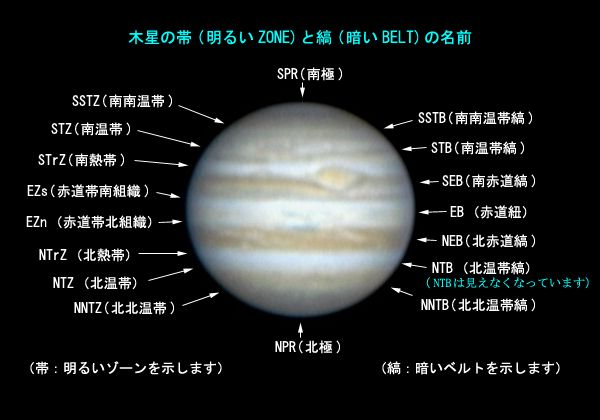 木星の帯(明るいZONE)と縞(暗いBELT)の名前
SPR(南極)
SSTZ(南南温帯)
STZ(南温帯)
STrZ(南熱帯)
EZs(赤道帯南組織)
EZn (赤道帯北組織)
NTrZ (北熱帯)
NTZ (北温帯)
NNTZ(北北温帯)
SSTB(南南温帯縞)
STB(南温帯縞)
SEB(南赤道縞)
EB (赤道紐)
NEB(北赤道縞)
NTB (北温帯縞)
(NTBは見えなくなっています)
NNTB(北北温帯縞)
NPR(北極)
(帯:明るいゾーンを示します)
(縞:暗いベルトを示します)